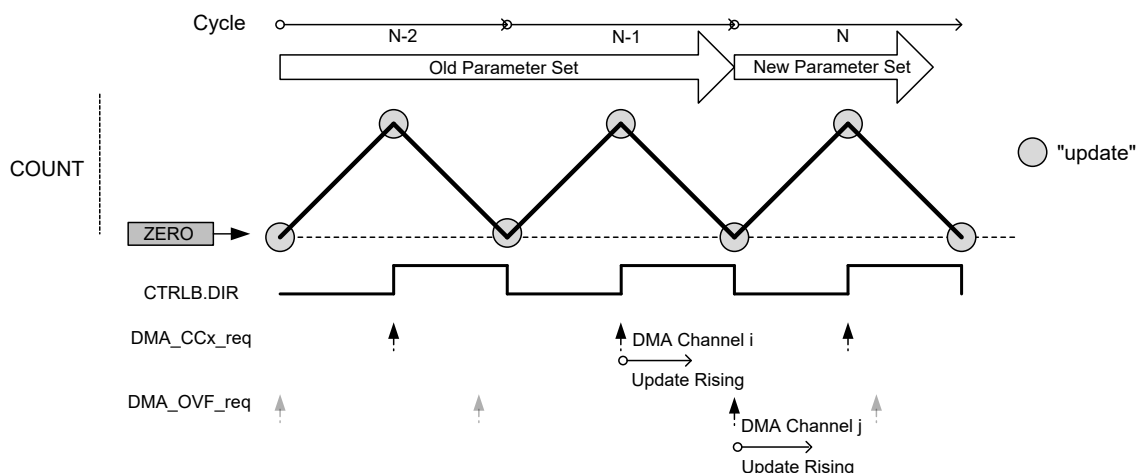 Cycle
N-2
N-1
N
Old Parameter Set
New Parameter Set
COUNT
"update"
ZERO
CTRLB.DIR
DMA_CCx_req
DMA Channel i
Update Rising
DMA_OVF_req
DMA Channel j
Update Rising